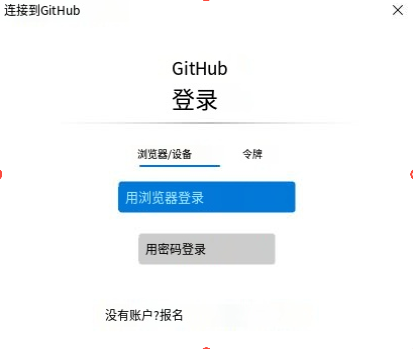 连接到GitHub
GitHub
登录
浏览器/设备 令牌
用浏览器登录
用密码登录
没有账户?报名